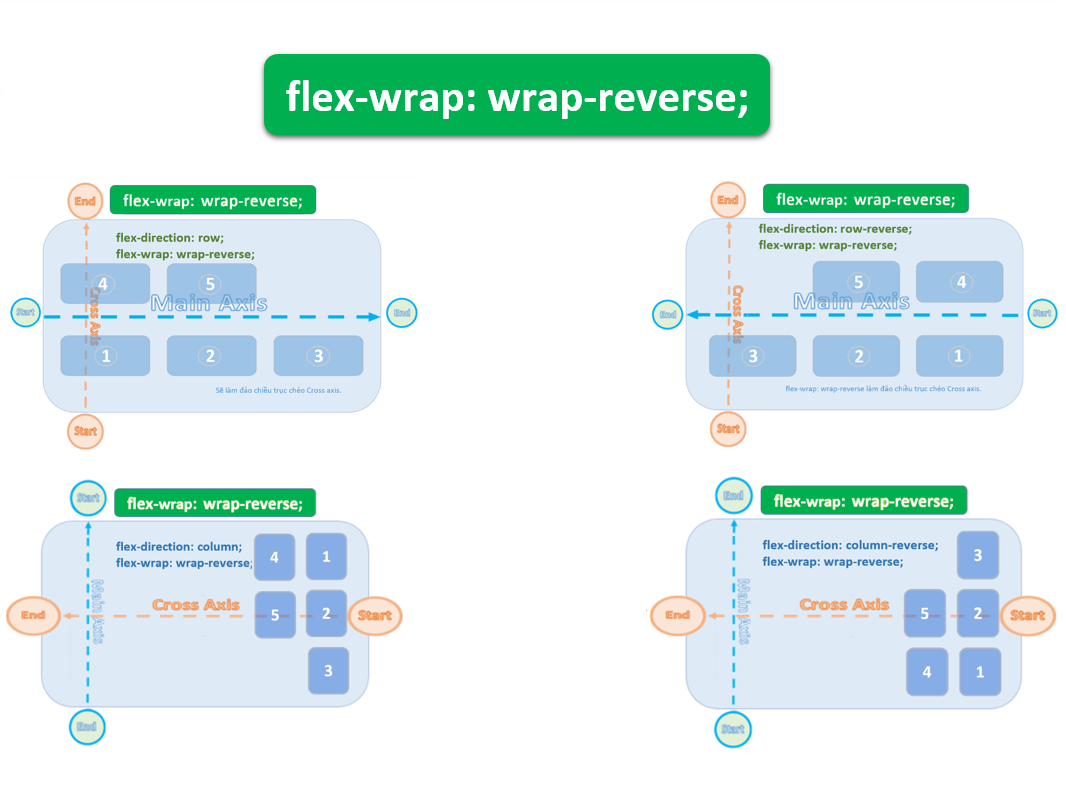 flex-wrap: wrap-reverse;
End
flex-wrap: wrap-reverse;
flex-direction: row;
flex-wrap: wrap-reverse;
4
5
Main Axis
Cross Axis
Start
End
1
2
3
Sẽ làm đảo chiều trục chéo Cross axis.
Start
End
flex-wrap: wrap-reverse;
flex-direction: row-reverse;
flex-wrap: wrap-reverse;
5
4
Main Axis
Cross Axis
End
Start
3
2
1
flex-wrap: wrap-reverse làm đảo chiều trục chéo Cross axis.
Start
Start
flex-wrap: wrap-reverse;
flex-direction: column;
flex-wrap: wrap-reverse;
4
1
Main Axis
Cross Axis
End
5
2
Start
3
End
End
flex-wrap: wrap-reverse;
flex-direction: column-reverse;
flex-wrap: wrap-reverse;
3
Main Axis
Cross Axis
End
5
2
Start
4
1
Start